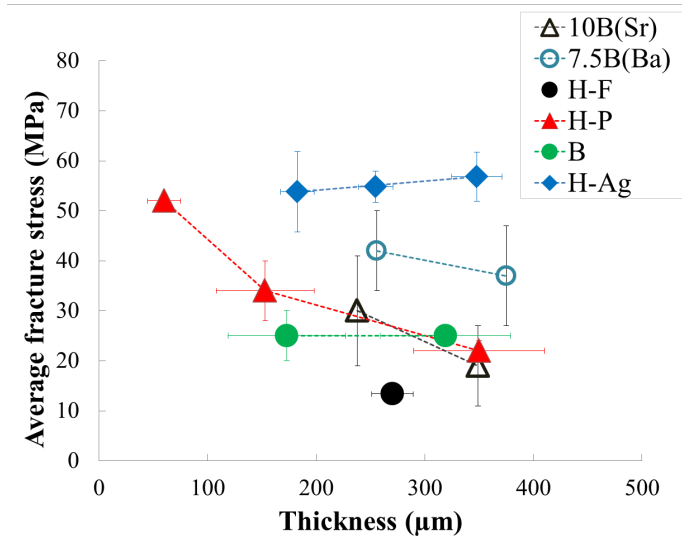 10B(Sr)
7.5B(Ba)
H-F
H-P
B
H-Ag
Average fracture stress (MPa)
80
70
60
50
40
30
20
10
0
0 100 200 300 400 500
Thickness (μm)